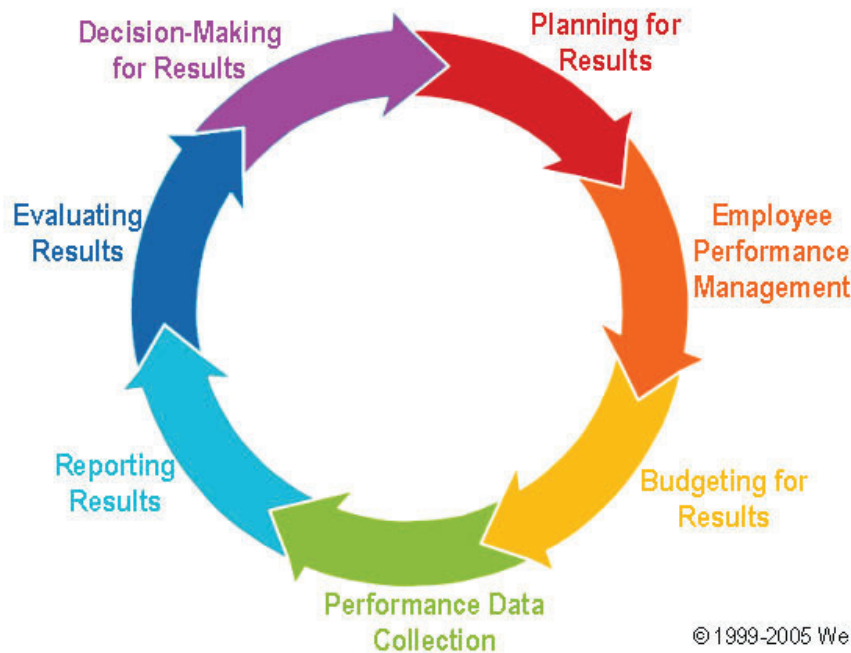 Decision-Making
for Results
Planning for
Results
Employee
Performance
Management
Budgeting for
Results
Performance Data
Collection
Reporting
Results
Evaluating
Results
©1999-2005 We